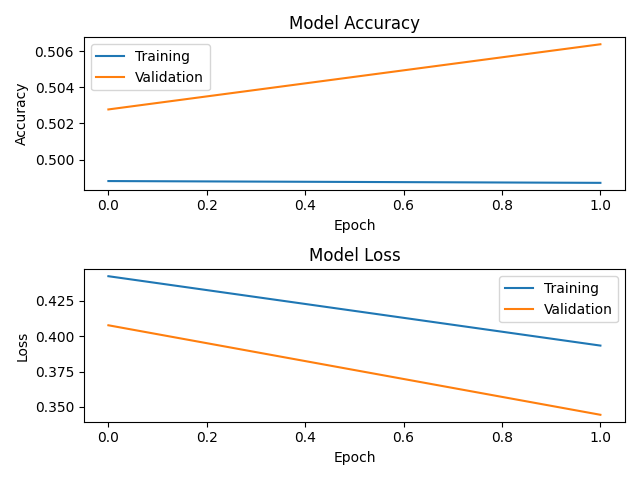 Model Accuracy
0.506
0.504
0.502
0.500
Accuracy
Training
Validation
0.0 0.2 0.4 0.6 0.8 1.0
Epoch
Model Loss
0.425
0.400
0.375
0.350
Loss
Training
Validation
0.0 0.2 0.4 0.6 0.8 1.0
Epoch